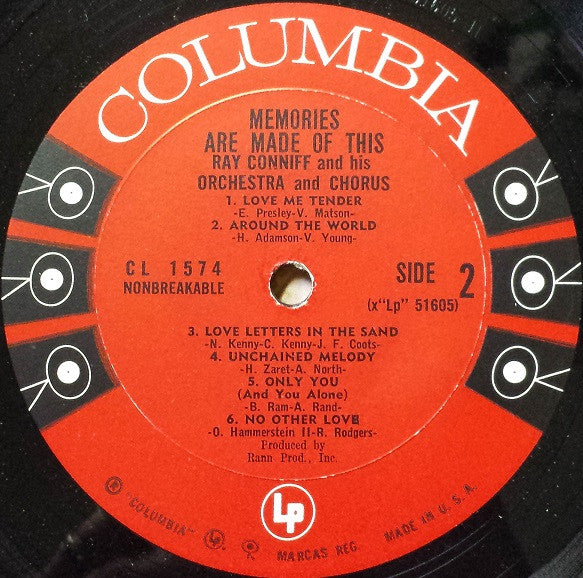 COLUMBIA
MEMORIES
ARE MADE OF THIS
RAY CONNIFF and his
ORCHESTRA and CHORUS
1. LOVE ME TENDER
-E. Presley-V. Matson-
2. AROUND THE WORLD
-H. Adamson-V. Young-
CL 1574
NONBREAKABLE
SIDE 2
(x"Lp" 51605)
3. LOVE LETTERS IN THE SAND
-N. Kenny-C. Kenny-J. F. Coots-
4. UNCHAINED MELODY
-H. Zaret-A. North-
5. ONLY YOU
(And You Alone)
-B. Ram-A. Rand-
6. NO OTHER LOVE
-O. Hammerstein II-R. Rodgers-
Produced by
Rann Prod., Inc.
Lp
® "COLUMBIA" Lp MARCAS REG. MADE IN U. S. A.